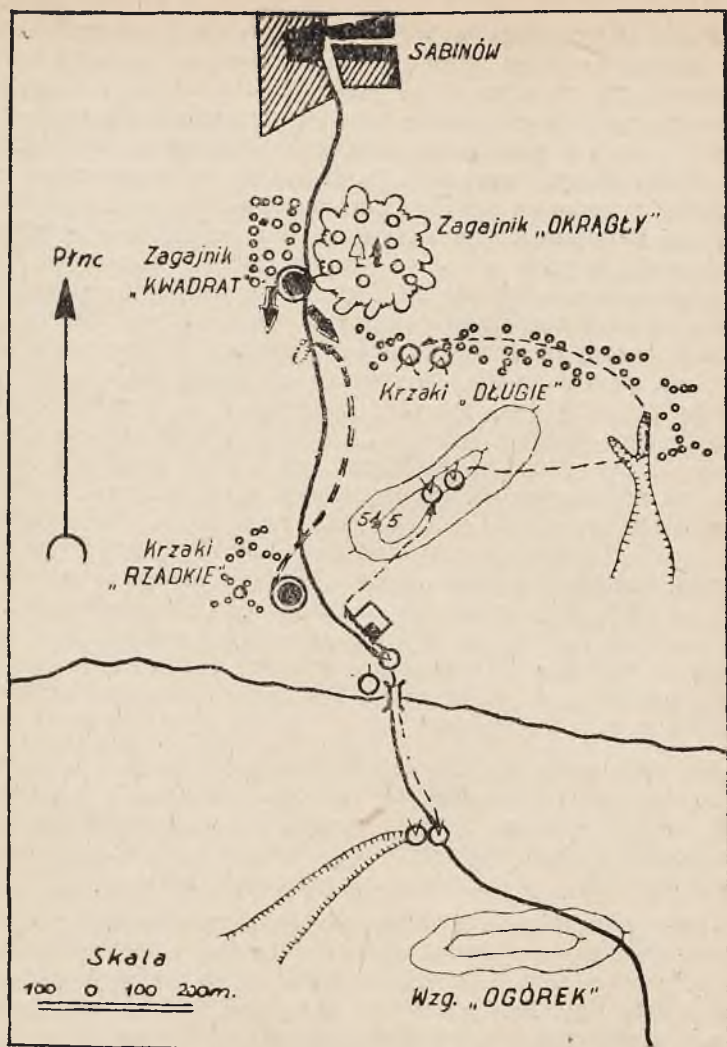 SABINÓW
Zagajnik „OKRĄGŁY”
Płnc
Zagajnik
„KWADRAT”
Krzaki „DŁUGIE”
54,5
Krzaki
„RZADKIE”
Skala
100 0 100 200m.
Wzg. „OGÓREK”